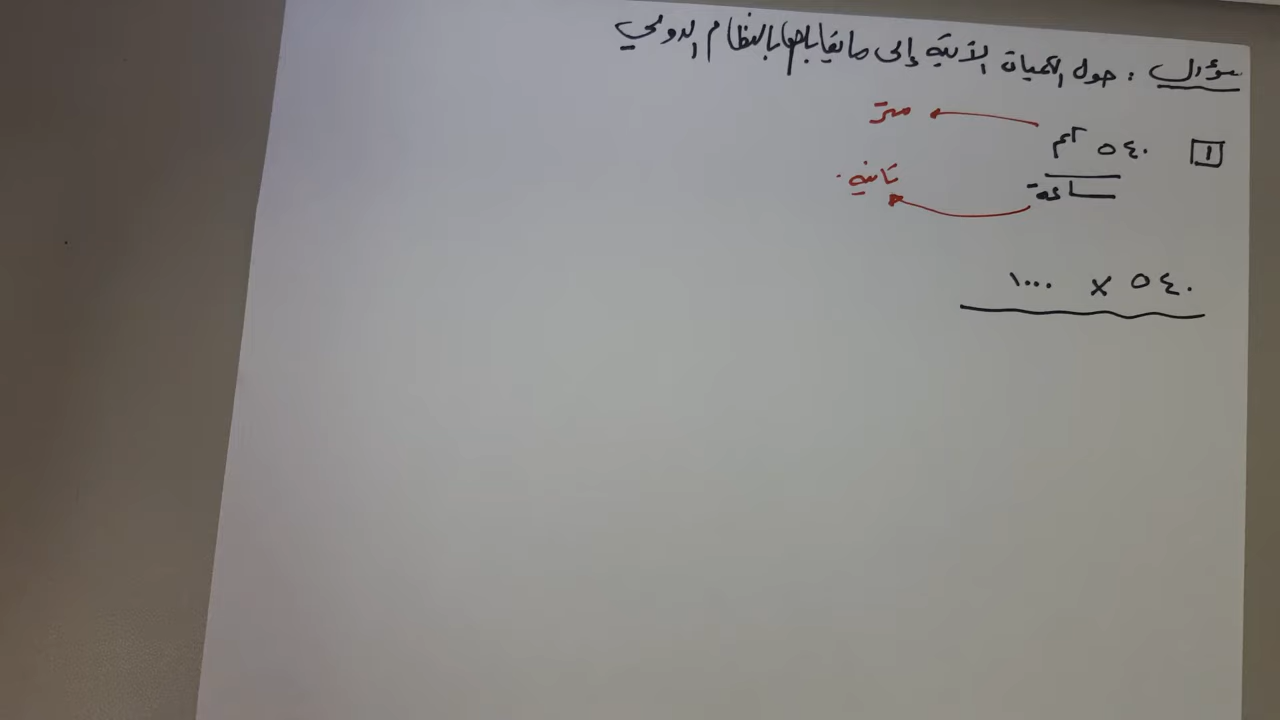 سؤال : حول الكميات الآتية إلى ما يقابلها بالنظام الدولي
١ ٥٤٠ كم متر
ساعة ثانية
٥٤٠ × ١٠٠٠